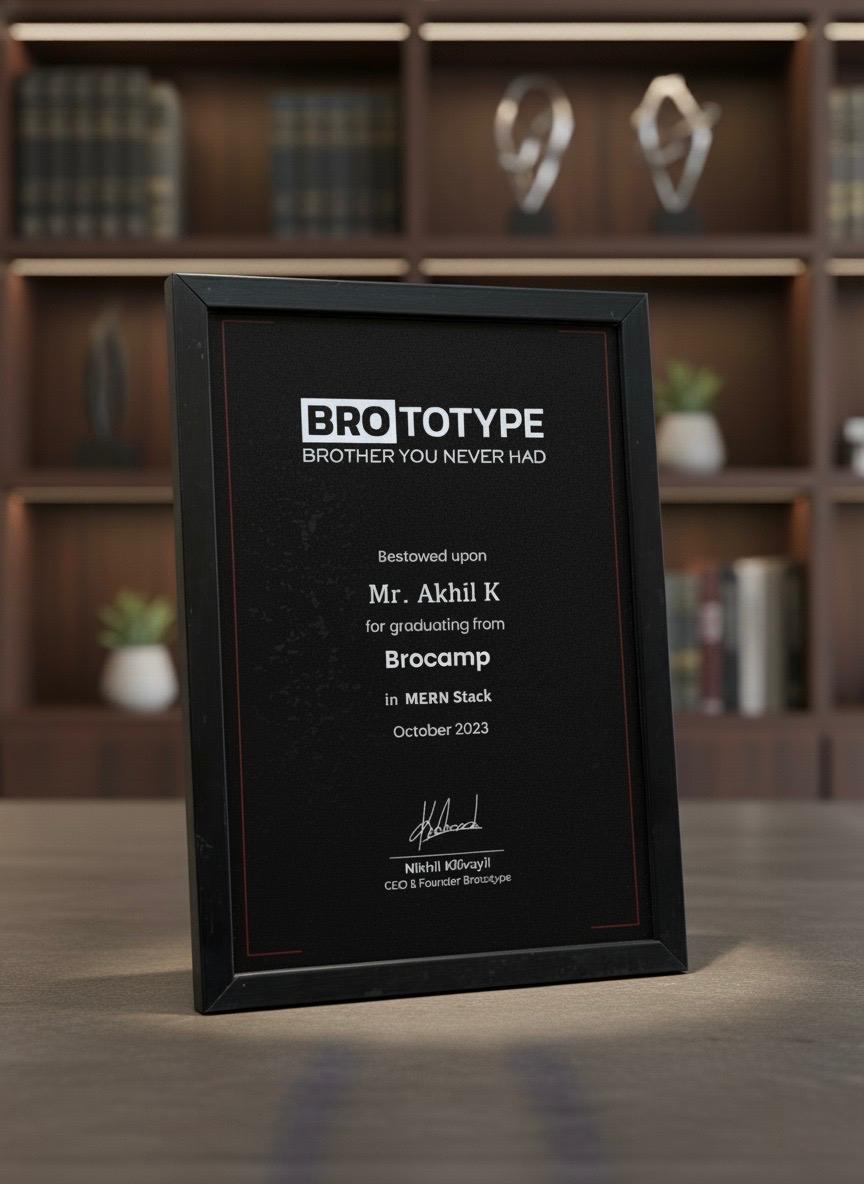 BROTOTYPE
BROTHER YOU NEVER HAD
Bestowed upon
Mr. Akhil K
for graduating from
Brocamp
in MERN Stack
October 2023
CEO & Founder